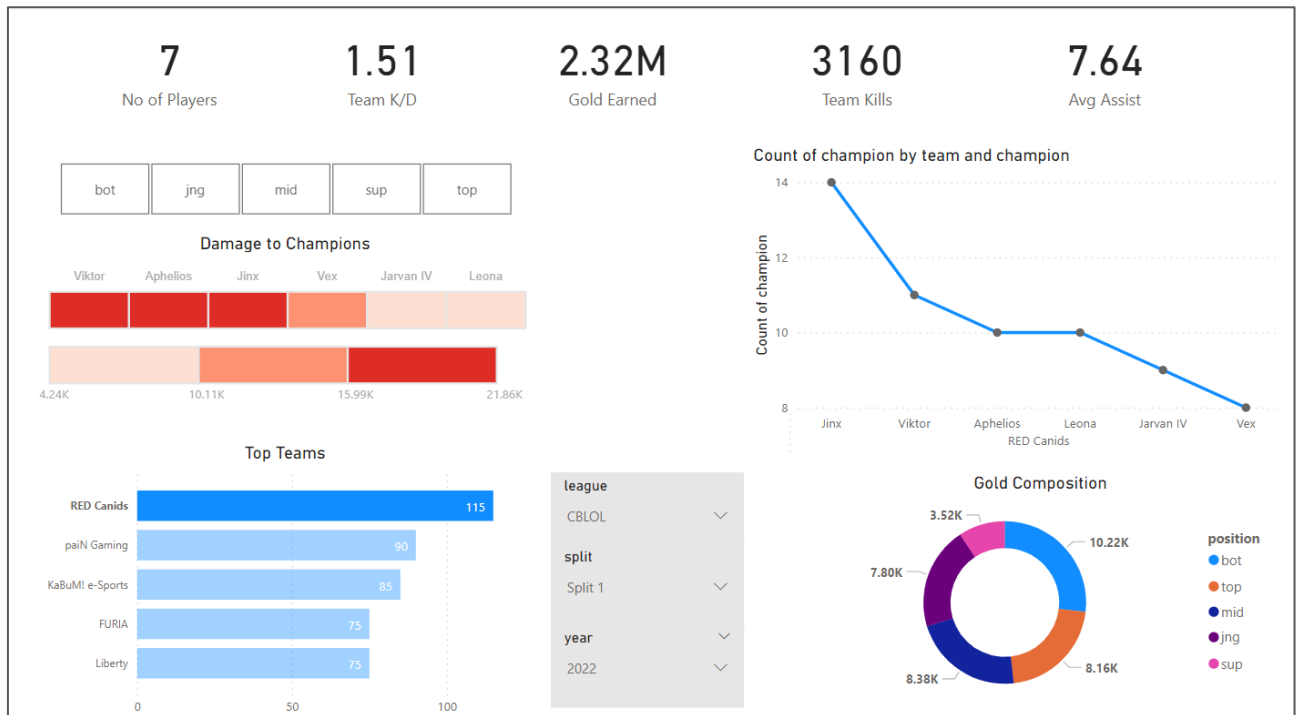 7 1.51 2.32M 3160 7.64
No of Players Team K/D Gold Earned Team Kills Avg Assist
bot jng mid sup top
Damage to Champions
Viktor Aphelios Jinx Vex Jarvan IV Leona
4.24K 10.11K 15.99K 21.86K
Count of champion by team and champion
Count of champion
14
12
10
8
Jinx Viktor Aphelios Leona Jarvan IV Vex
RED Canids
Top Teams
RED Canids 115
paiN Gaming 90
KaBuM! e-Sports 85
FURIA 75
Liberty 75
0 50 100
league
CBLOL
split
Split 1
year
2022
Gold Composition
3.52K
10.22K
7.80K
8.38K
8.16K
position
bot
top
mid
jng
sup